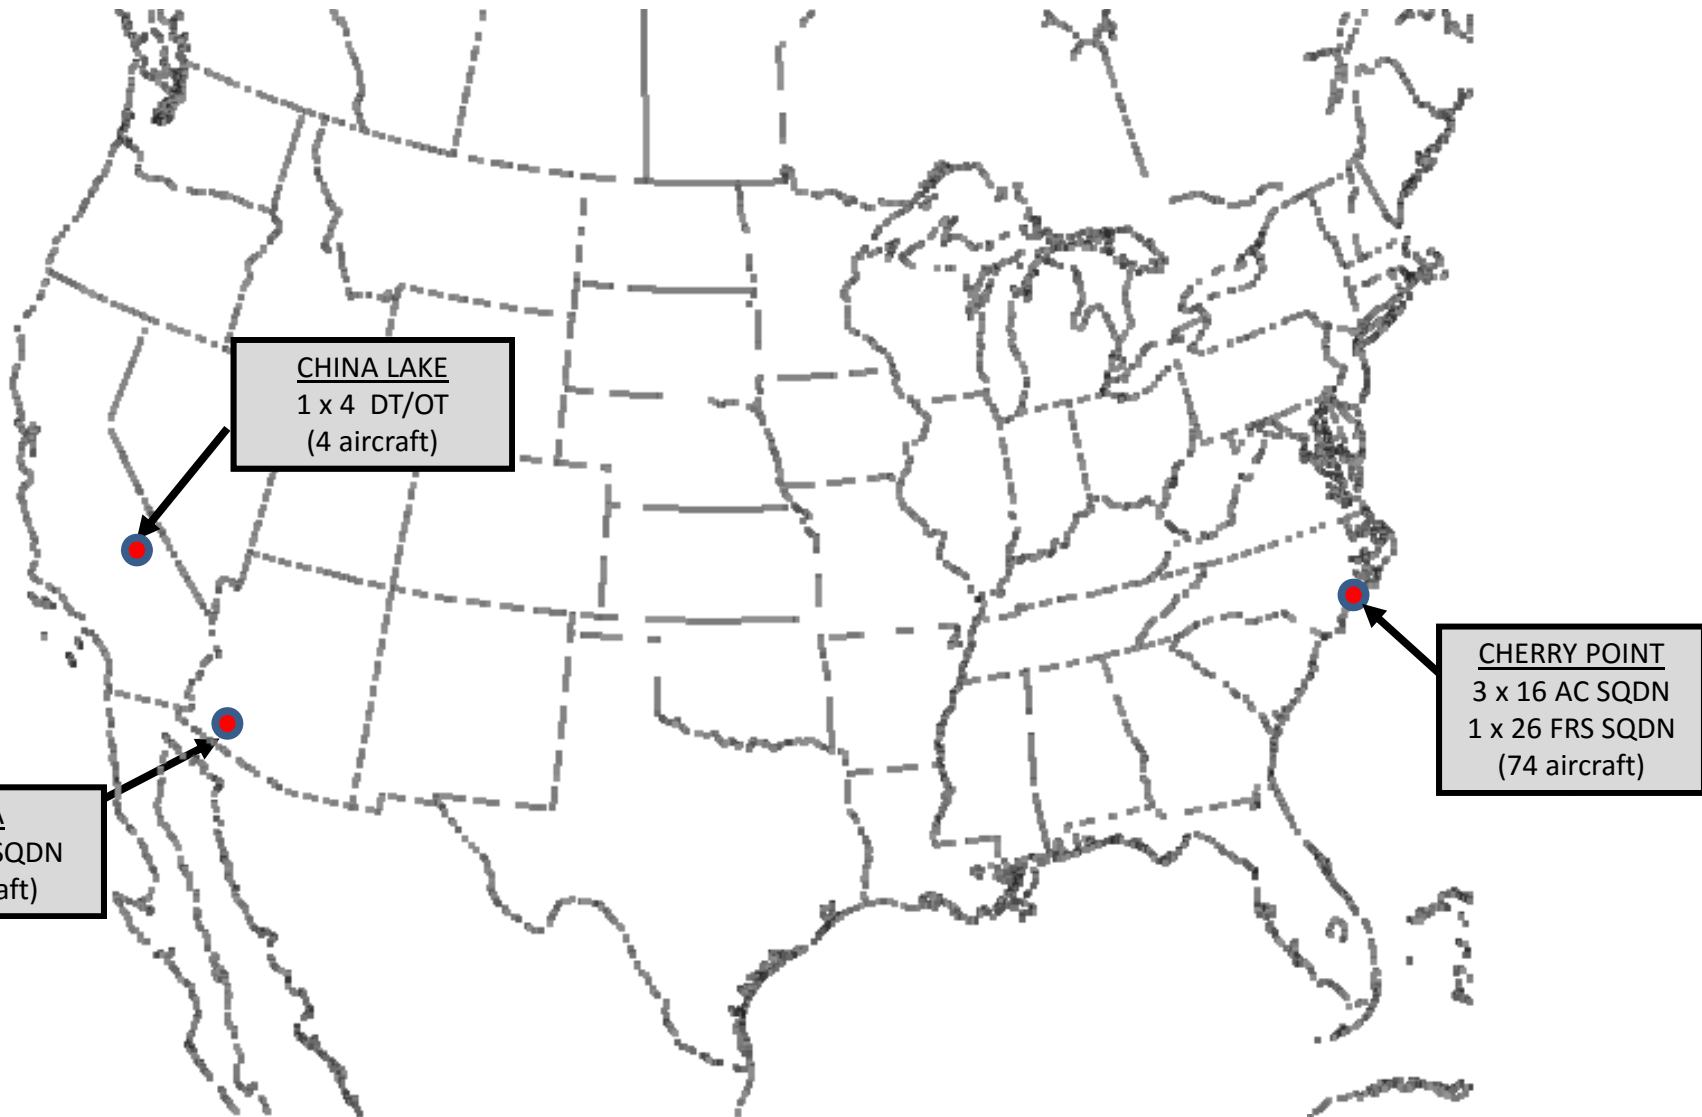 CHINA LAKE
1 x 4 DT/OT
(4 aircraft)
CHERRY POINT
3 x 16 AC SQDN
1 x 26 FRS SQDN
(74 aircraft)
SQDN